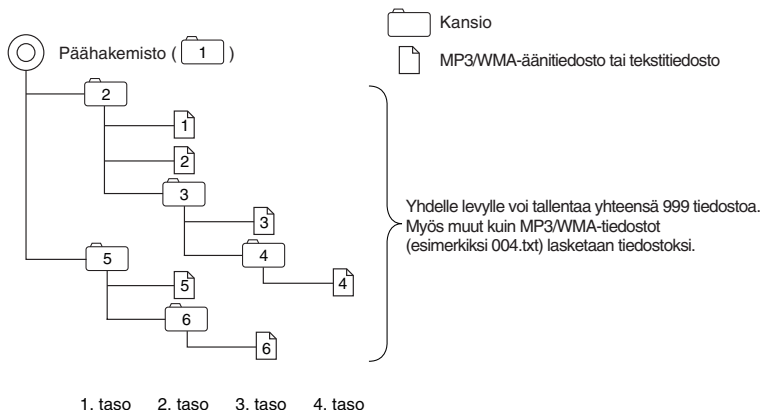 Kansio
Päähakemisto ( 1 )
MP3/WMA-äänitiedosto tai tekstitiedosto
2
1
2
3
3
4
4
5
5
6
6
Yhdelle levylle voi tallentaa yhteensä 999 tiedostoa.
Myös muut kuin MP3/WMA-tiedostot
(esimerkiksi 004.txt) lasketaan tiedostoksi.
1. taso 2. taso 3. taso 4. taso